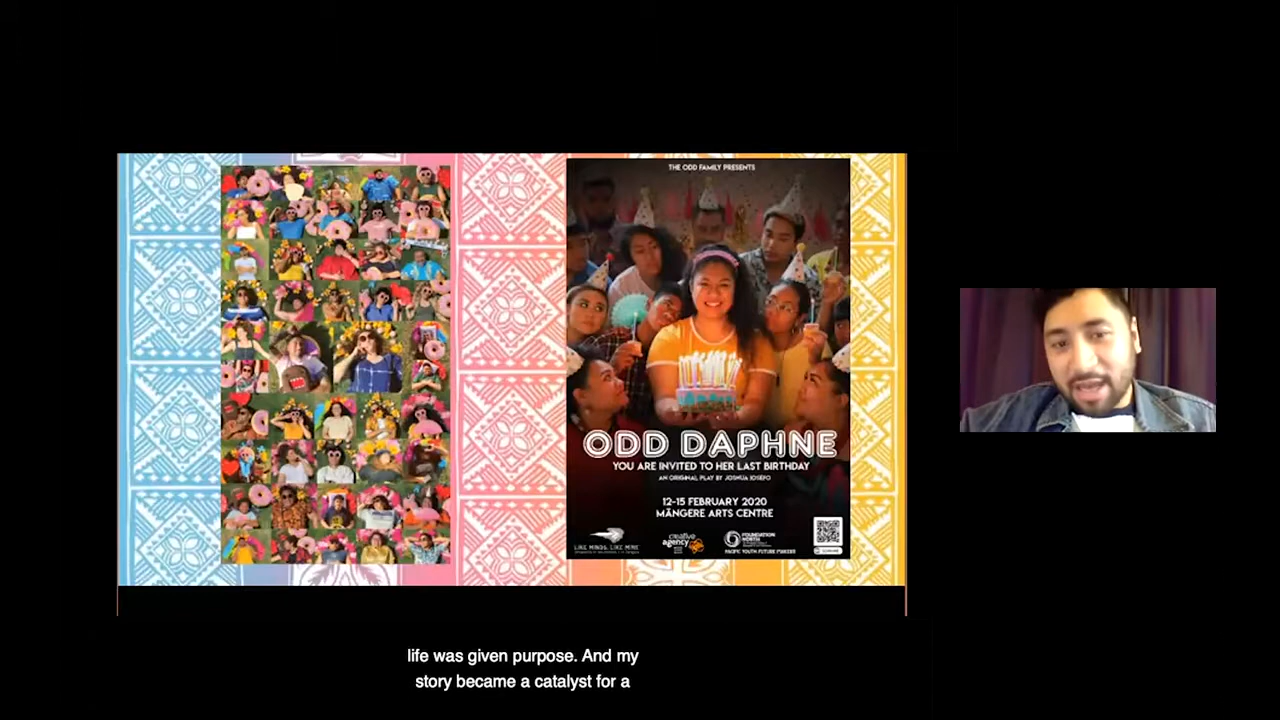 THE ODD FAMILY PRESENTS
ODD DAPHNE
YOU ARE INVITED TO HER LAST BIRTHDAY
AN ORIGINAL PLAY BY JOSHUA IOSEFO
12-15 FEBRUARY 2020
MĀNGERE ARTS CENTRE
LIKE MINDS, LIKE MINE
creative
agency
FOUNDATION
NORTH
PACIFIC YOUTH FUTURE MAKERS
life was given purpose. And my
story became a catalyst for a